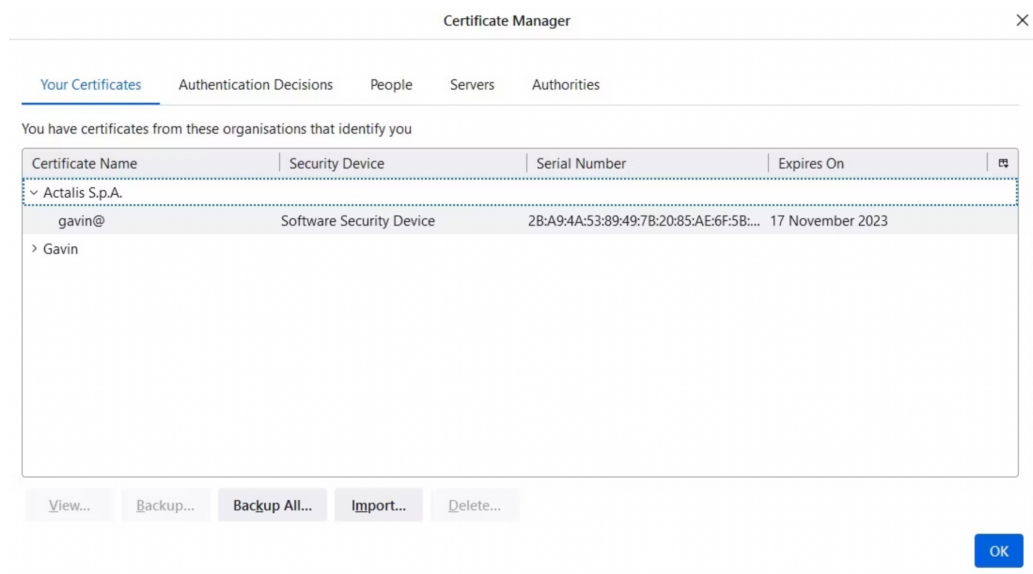 Certificate Manager
Your Certificates Authentication Decisions People Servers Authorities
You have certificates from these organisations that identify you
Certificate Name Security Device Serial Number Expires On
Actalis S.p.A.
gavin@ Software Security Device 2B:A9:4A:53:89:49:7B:20:85:AE:6F:5B:... 17 November 2023
Gavin
View... Backup... Backup All... Import... Delete...
OK